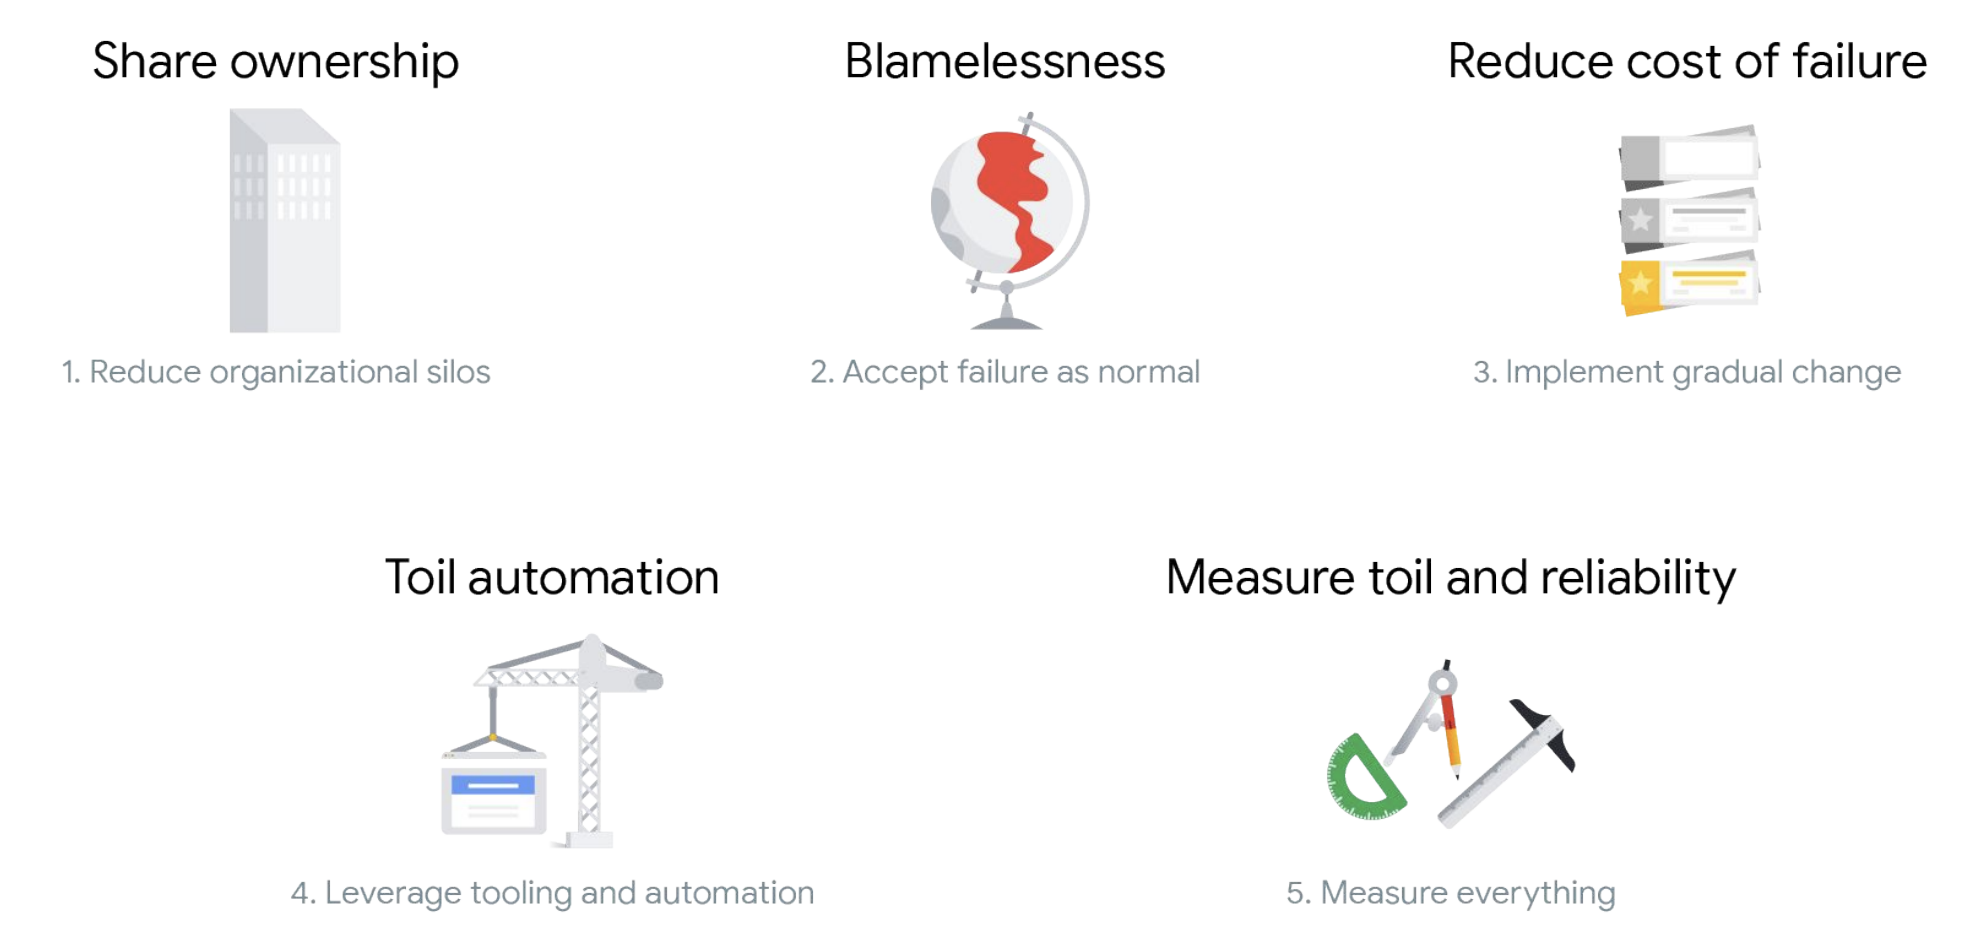 Share ownership
Blamelessness
Reduce cost of failure
1. Reduce organizational silos
2. Accept failure as normal
3. Implement gradual change
Toil automation
Measure toil and reliability
4. Leverage tooling and automation
5. Measure everything